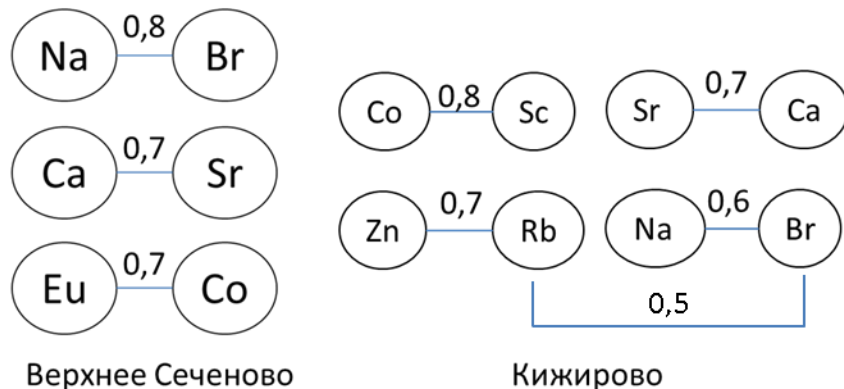 0,8
Na Br
0,7
Ca Sr
0,7
Eu Co
Верхнее Сеченово
0,8 0,7
Co Sc Sr Ca
0,7 0,6
Zn Rb Na Br
0,5
Кижирово